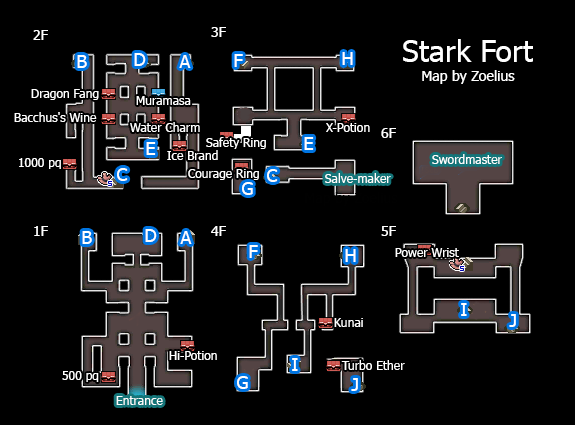 Stark Fort
Map by Zoelius
2F
B
D
A
Dragon Fang
Muramasa
Bacchus's Wine
Water Charm
E
Ice Brand
1000 pq
C
S
3F
F
H
X-Potion
Safety Ring
E
Courage Ring
C
G
Salve-maker
6F
Swordmaster
1F
B
D
A
Hi-Potion
500 pq
Entrance
4F
F
H
Kunai
I
Turbo Ether
G
J
5F
Power Wrist
S
I
J